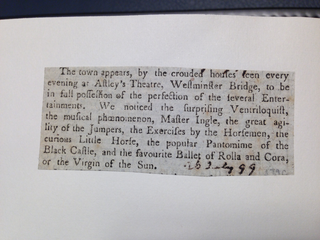 The town appears, by the crouded houses seen every
evening at Astley's Theatre, Westminster Bridge, to be
in full possession of the perfection of the several Enter-
tainments. We noticed the surprising Ventriloquist,
the musical phænomenon, Master Ingle, the great agi-
lity of the Jumpers, the Exercises by the Horsemen, the
curious Little Horse, the popular Pantomime of the
Black Castle, and the favourite Ballet of Rolla and Cora,
or the Virgin of the Sun. July 99